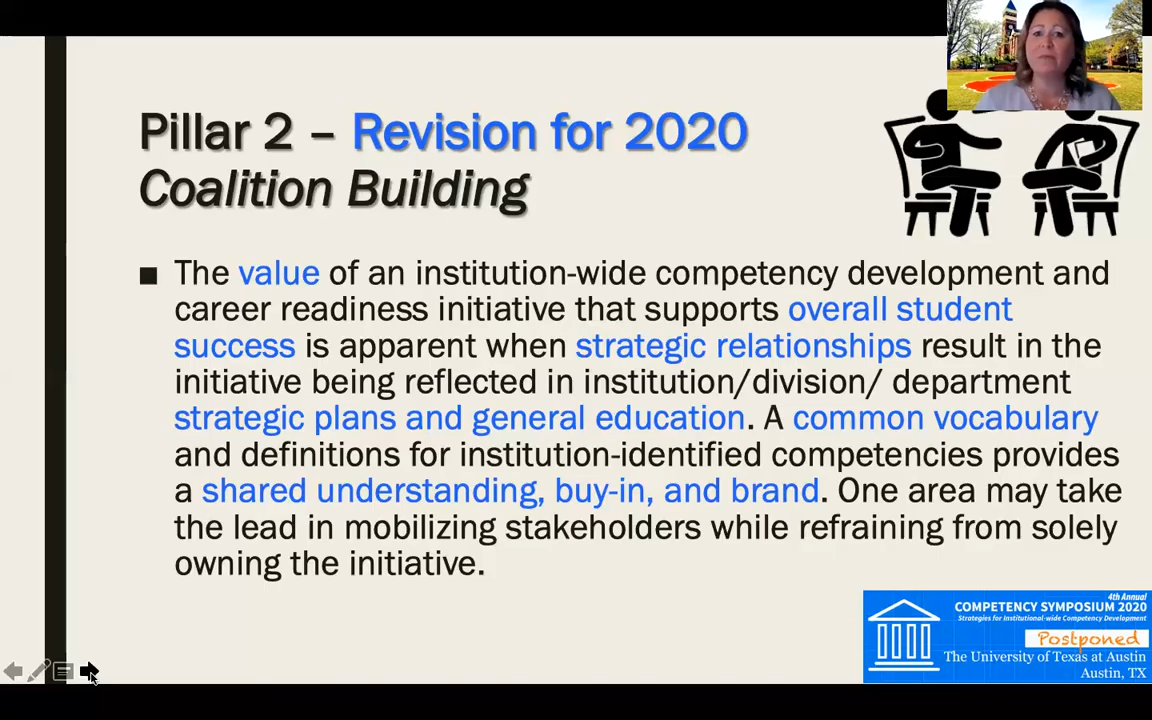 Pillar 2 – Revision for 2020
Coalition Building
■ The value of an institution-wide competency development and
career readiness initiative that supports overall student
success is apparent when strategic relationships result in the
initiative being reflected in institution/division/ department
strategic plans and general education. A common vocabulary
and definitions for institution-identified competencies provides
a shared understanding, buy-in, and brand. One area may take
the lead in mobilizing stakeholders while refraining from solely
owning the initiative.
4th Annual
COMPETENCY SYMPOSIUM 2020
Strategies for Institutional-wide Competency Development
Postponed
The University of Texas at Austin
Austin, TX